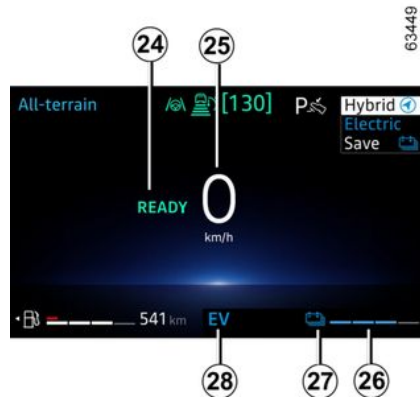 63449
24 25
All-terrain [130] P Hybrid
Electric
Save
READY 0
km/h
541 km EV
28 27 26